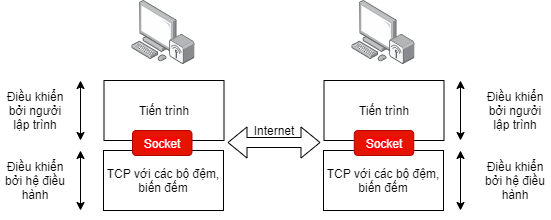 Điều khiển
bởi người
lập trình
Tiến trình
Socket
Điều khiển
bởi hệ điều
hành
TCP với các bộ đệm,
biến đếm
Internet
Tiến trình
Socket
TCP với các bộ đệm,
biến đếm
Điều khiển
bởi người
lập trình
Điều khiển
bởi hệ điều
hành